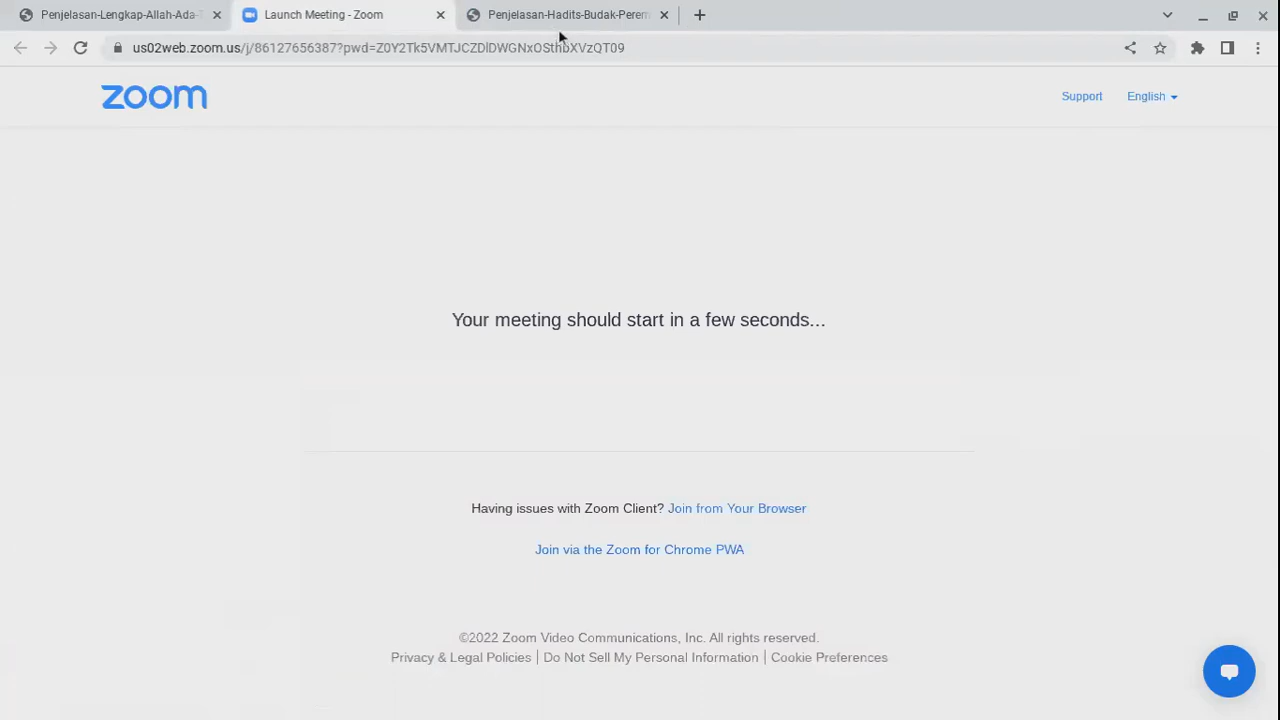 Penjelasan-Lengkap-Allah-Ada-T
Launch Meeting - Zoom
Penjelasan-Hadits-Budak-Perem
us02web.zoom.us/j/86127656387?pwd=Z0Y2Tk5VMTJCZDlDWGNxOSthbXVzQT09
zoom
Support
English
Your meeting should start in a few seconds...
Having issues with Zoom Client? Join from Your Browser
Join via the Zoom for Chrome PWA
©2022 Zoom Video Communications, Inc. All rights reserved.
Privacy & Legal Policies | Do Not Sell My Personal Information | Cookie Preferences